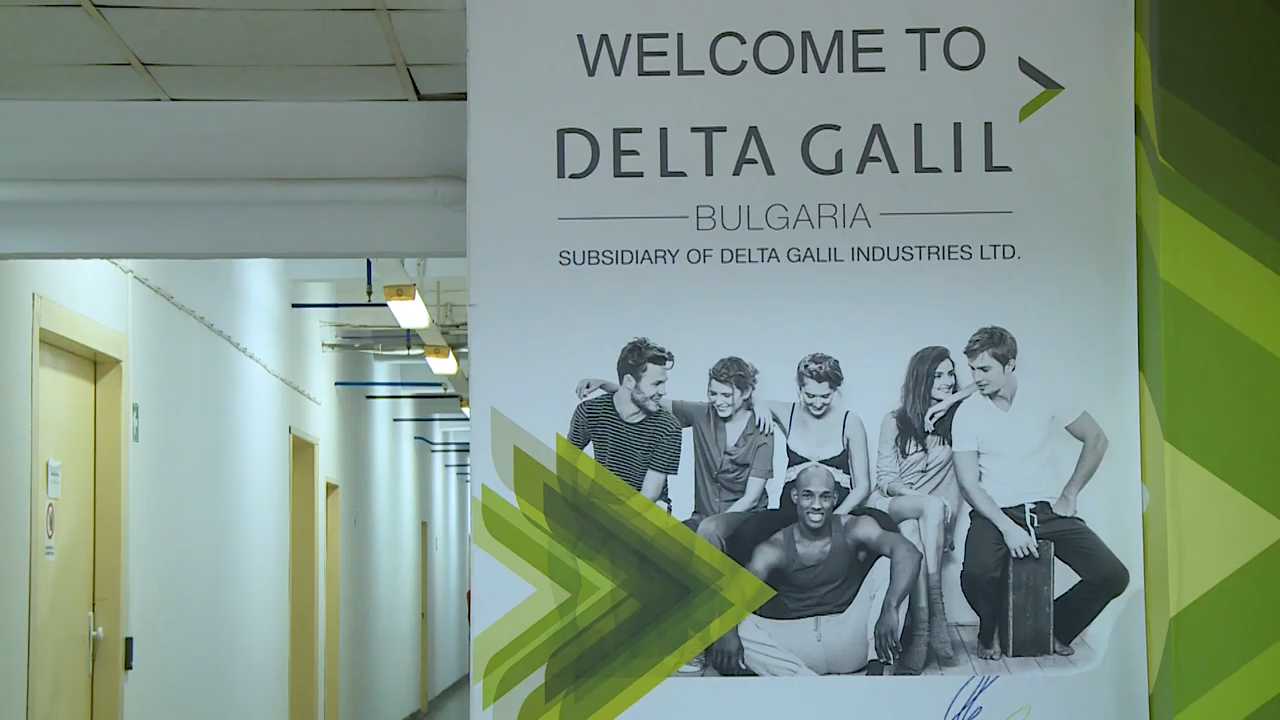 WELCOME TO
DELTA GALIL
BULGARIA
SUBSIDIARY OF DELTA GALIL INDUSTRIES LTD.